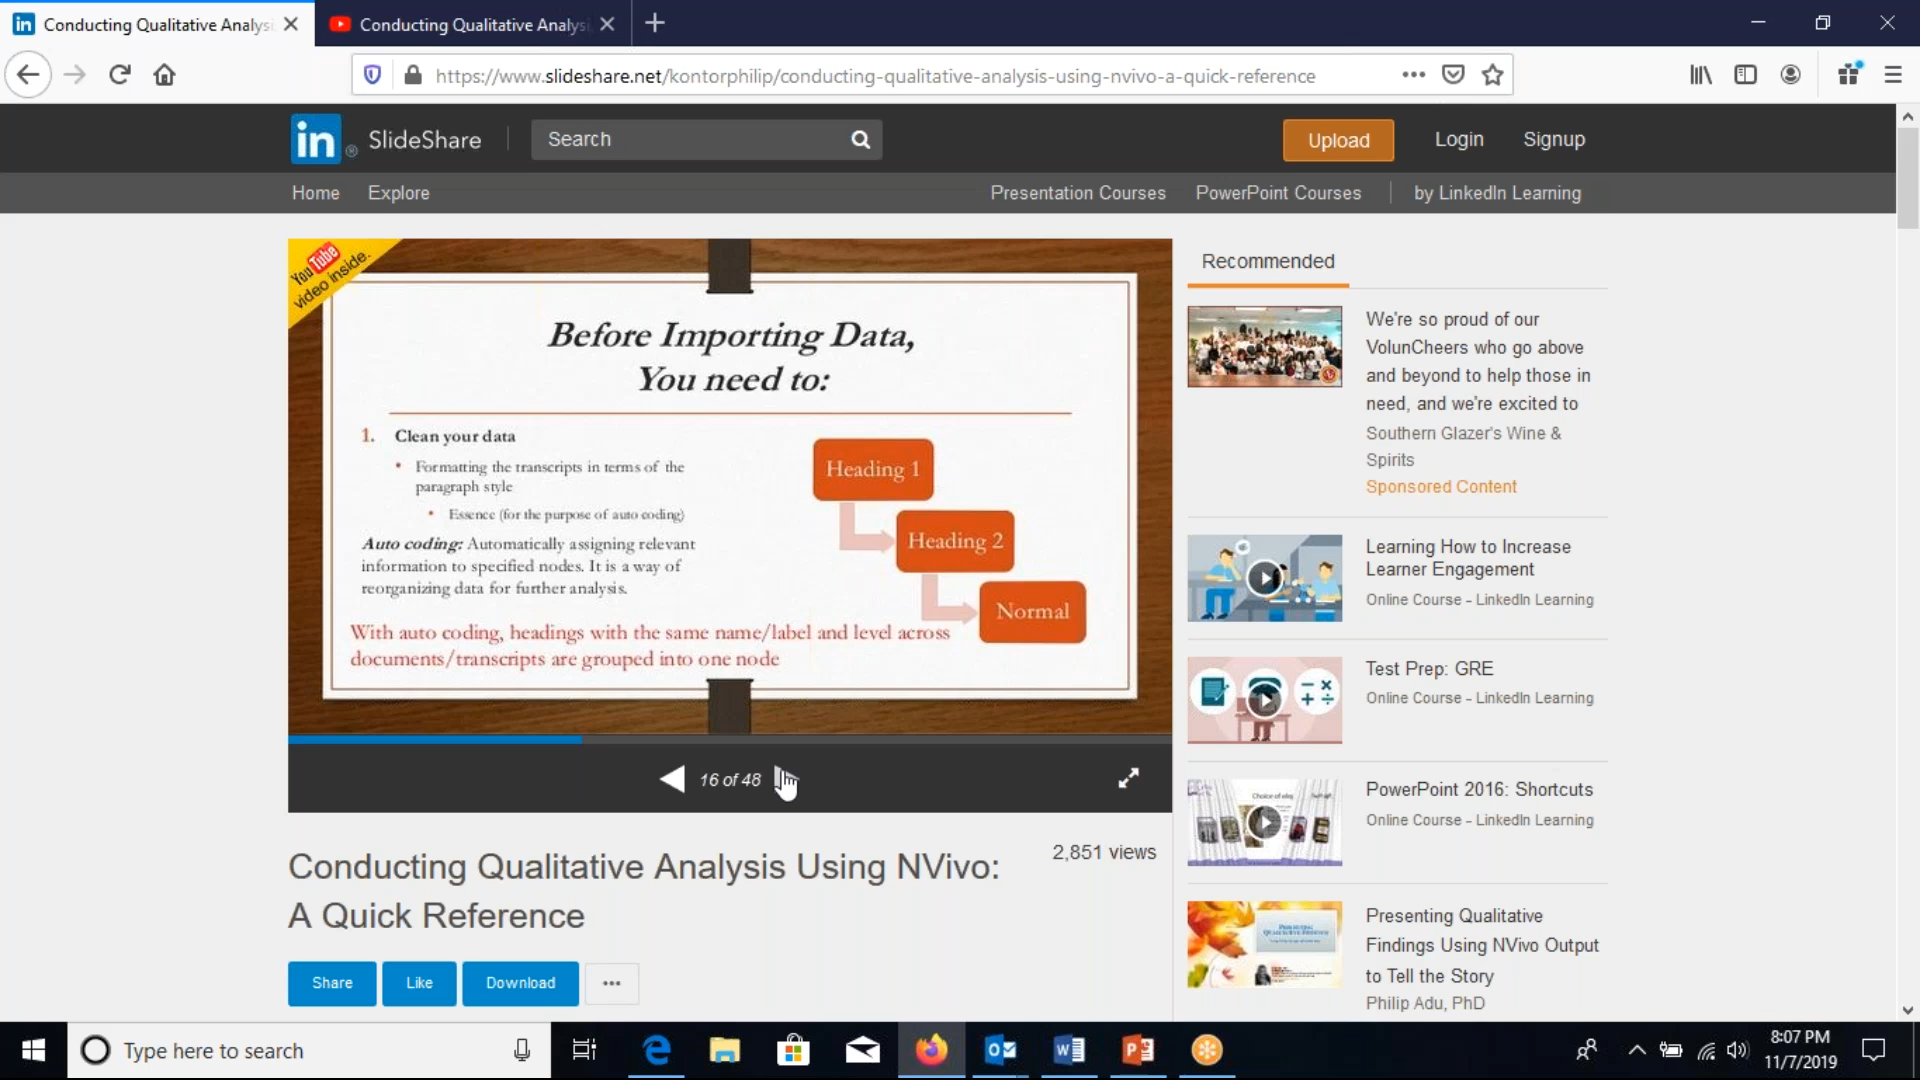 Conducting Qualitative Analysi
Conducting Qualitative Analysi
https://www.slideshare.net/kontorphilip/conducting-qualitative-analysis-using-nvivo-a-quick-reference
in SlideShare
Search
Upload
Login
Signup
Home
Explore
Presentation Courses
PowerPoint Courses
by LinkedIn Learning
YouTube
video inside.
Before Importing Data,
You need to:
1. Clean your data
• Formatting the transcripts in terms of the
paragraph style
• Essence (for the purpose of auto coding)
Auto coding: Automatically assigning relevant
information to specified nodes. It is a way of
reorganizing data for further analysis.
With auto coding, headings with the same name/label and level across
documents/transcripts are grouped into one node
Heading 1
Heading 2
Normal
16 of 48
Conducting Qualitative Analysis Using NVivo:
A Quick Reference
2,851 views
Share
Like
Download
Recommended
We're so proud of our
VolunCheers who go above
and beyond to help those in
need, and we're excited to
Southern Glazer's Wine &
Spirits
Sponsored Content
Learning How to Increase
Learner Engagement
Online Course - LinkedIn Learning
Test Prep: GRE
Online Course - LinkedIn Learning
Choice of
PowerPoint 2016: Shortcuts
Online Course - LinkedIn Learning
Presenting Qualitative
Findings Using NVivo Output
to Tell the Story
Philip Adu, PhD
Type here to search
8:07 PM
11/7/2019